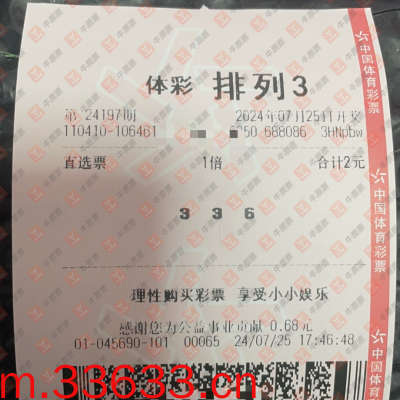 体彩 排列3
第 24197期 2024年07月25日开奖
110410-106461 50 688086 3HNpbw
直选票 1倍 合计2元
3 3 6
理性购买彩票 享受小小娱乐
感谢您为公益事业贡献 0.68元
01-045690-101 00065 24/07/25 17:46:48
m.33633.cn
中国体育彩票
中国体育彩票
中国体育彩票